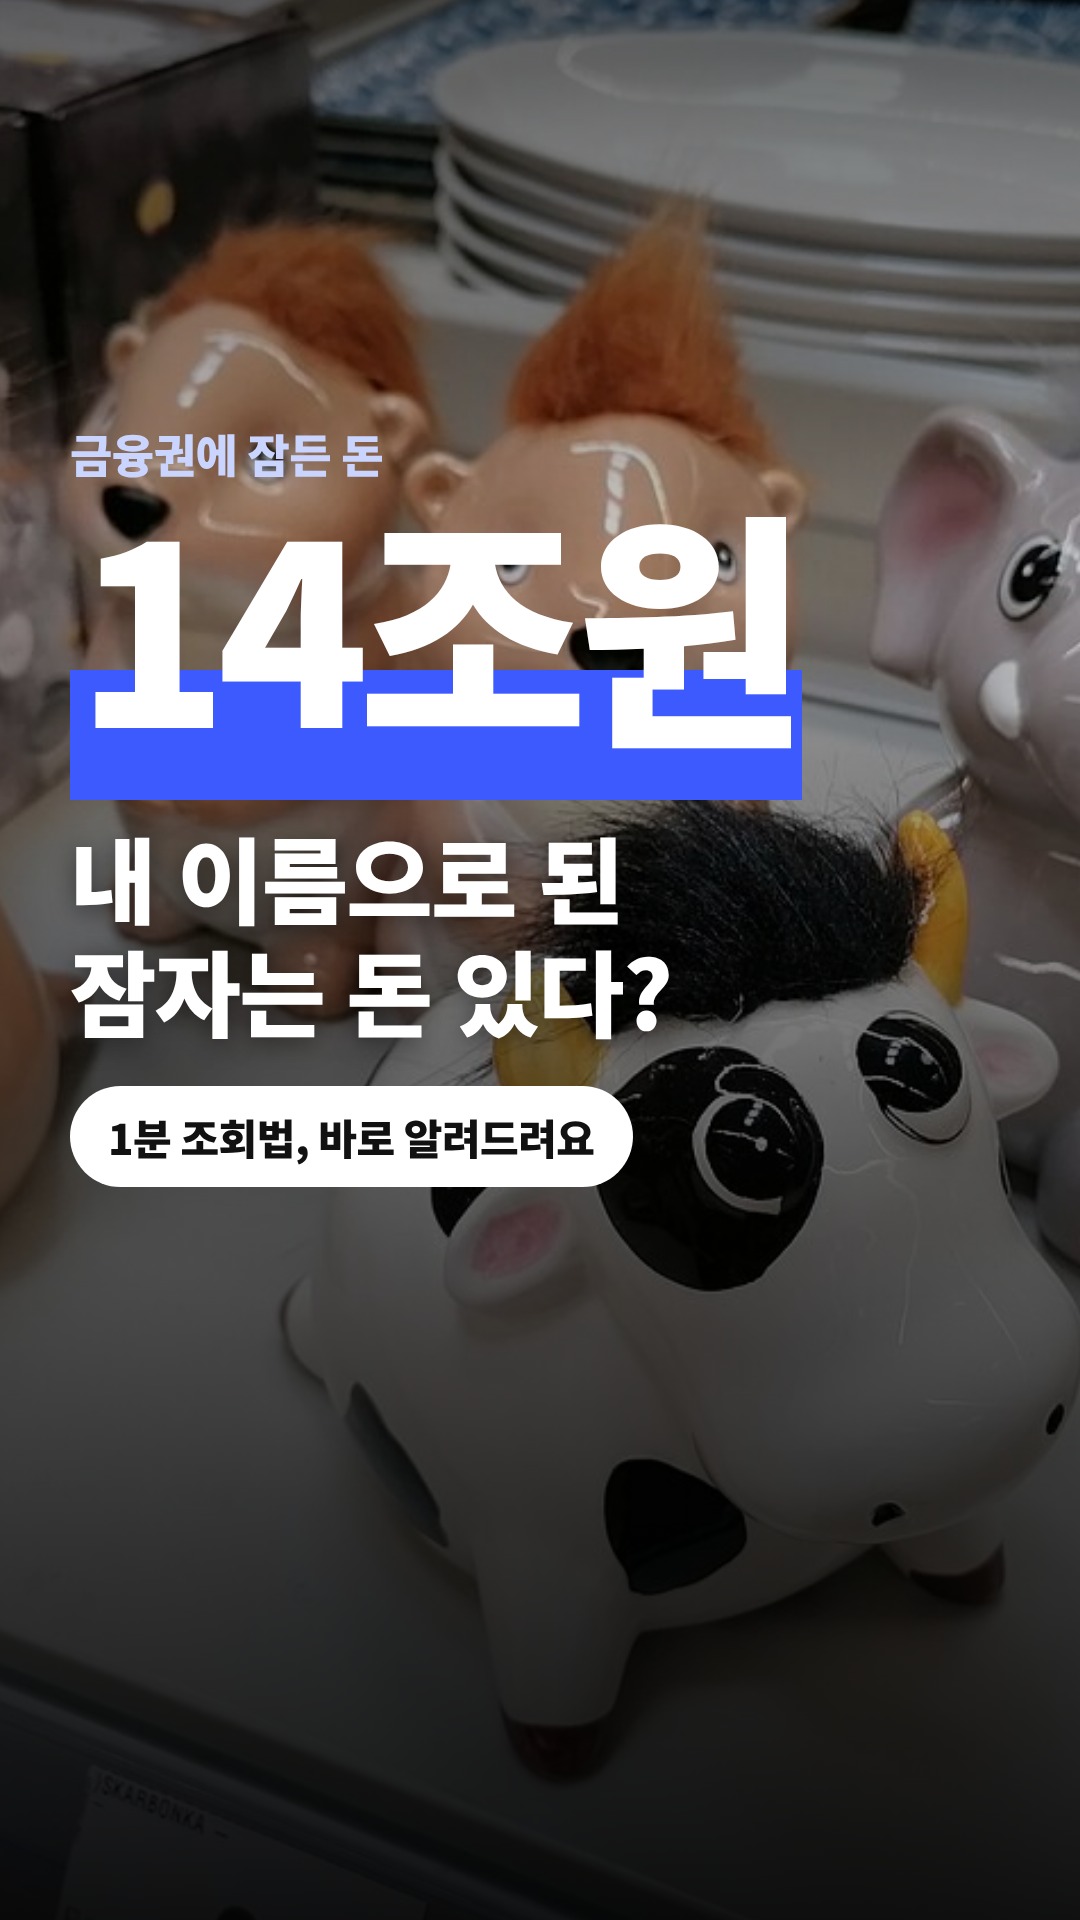 금융권에 잠든 돈
14조원
내 이름으로 된
잠자는 돈 있다?
1분 조회법, 바로 알려드려요
SKARBONKA –